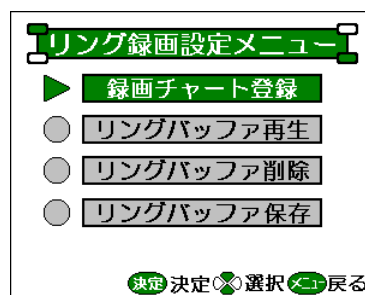 リング録画設定メニュー
録画チャート登録
リングバッファ再生
リングバッファ削除
リングバッファ保存
決定 決定 選択 メニュー 戻る